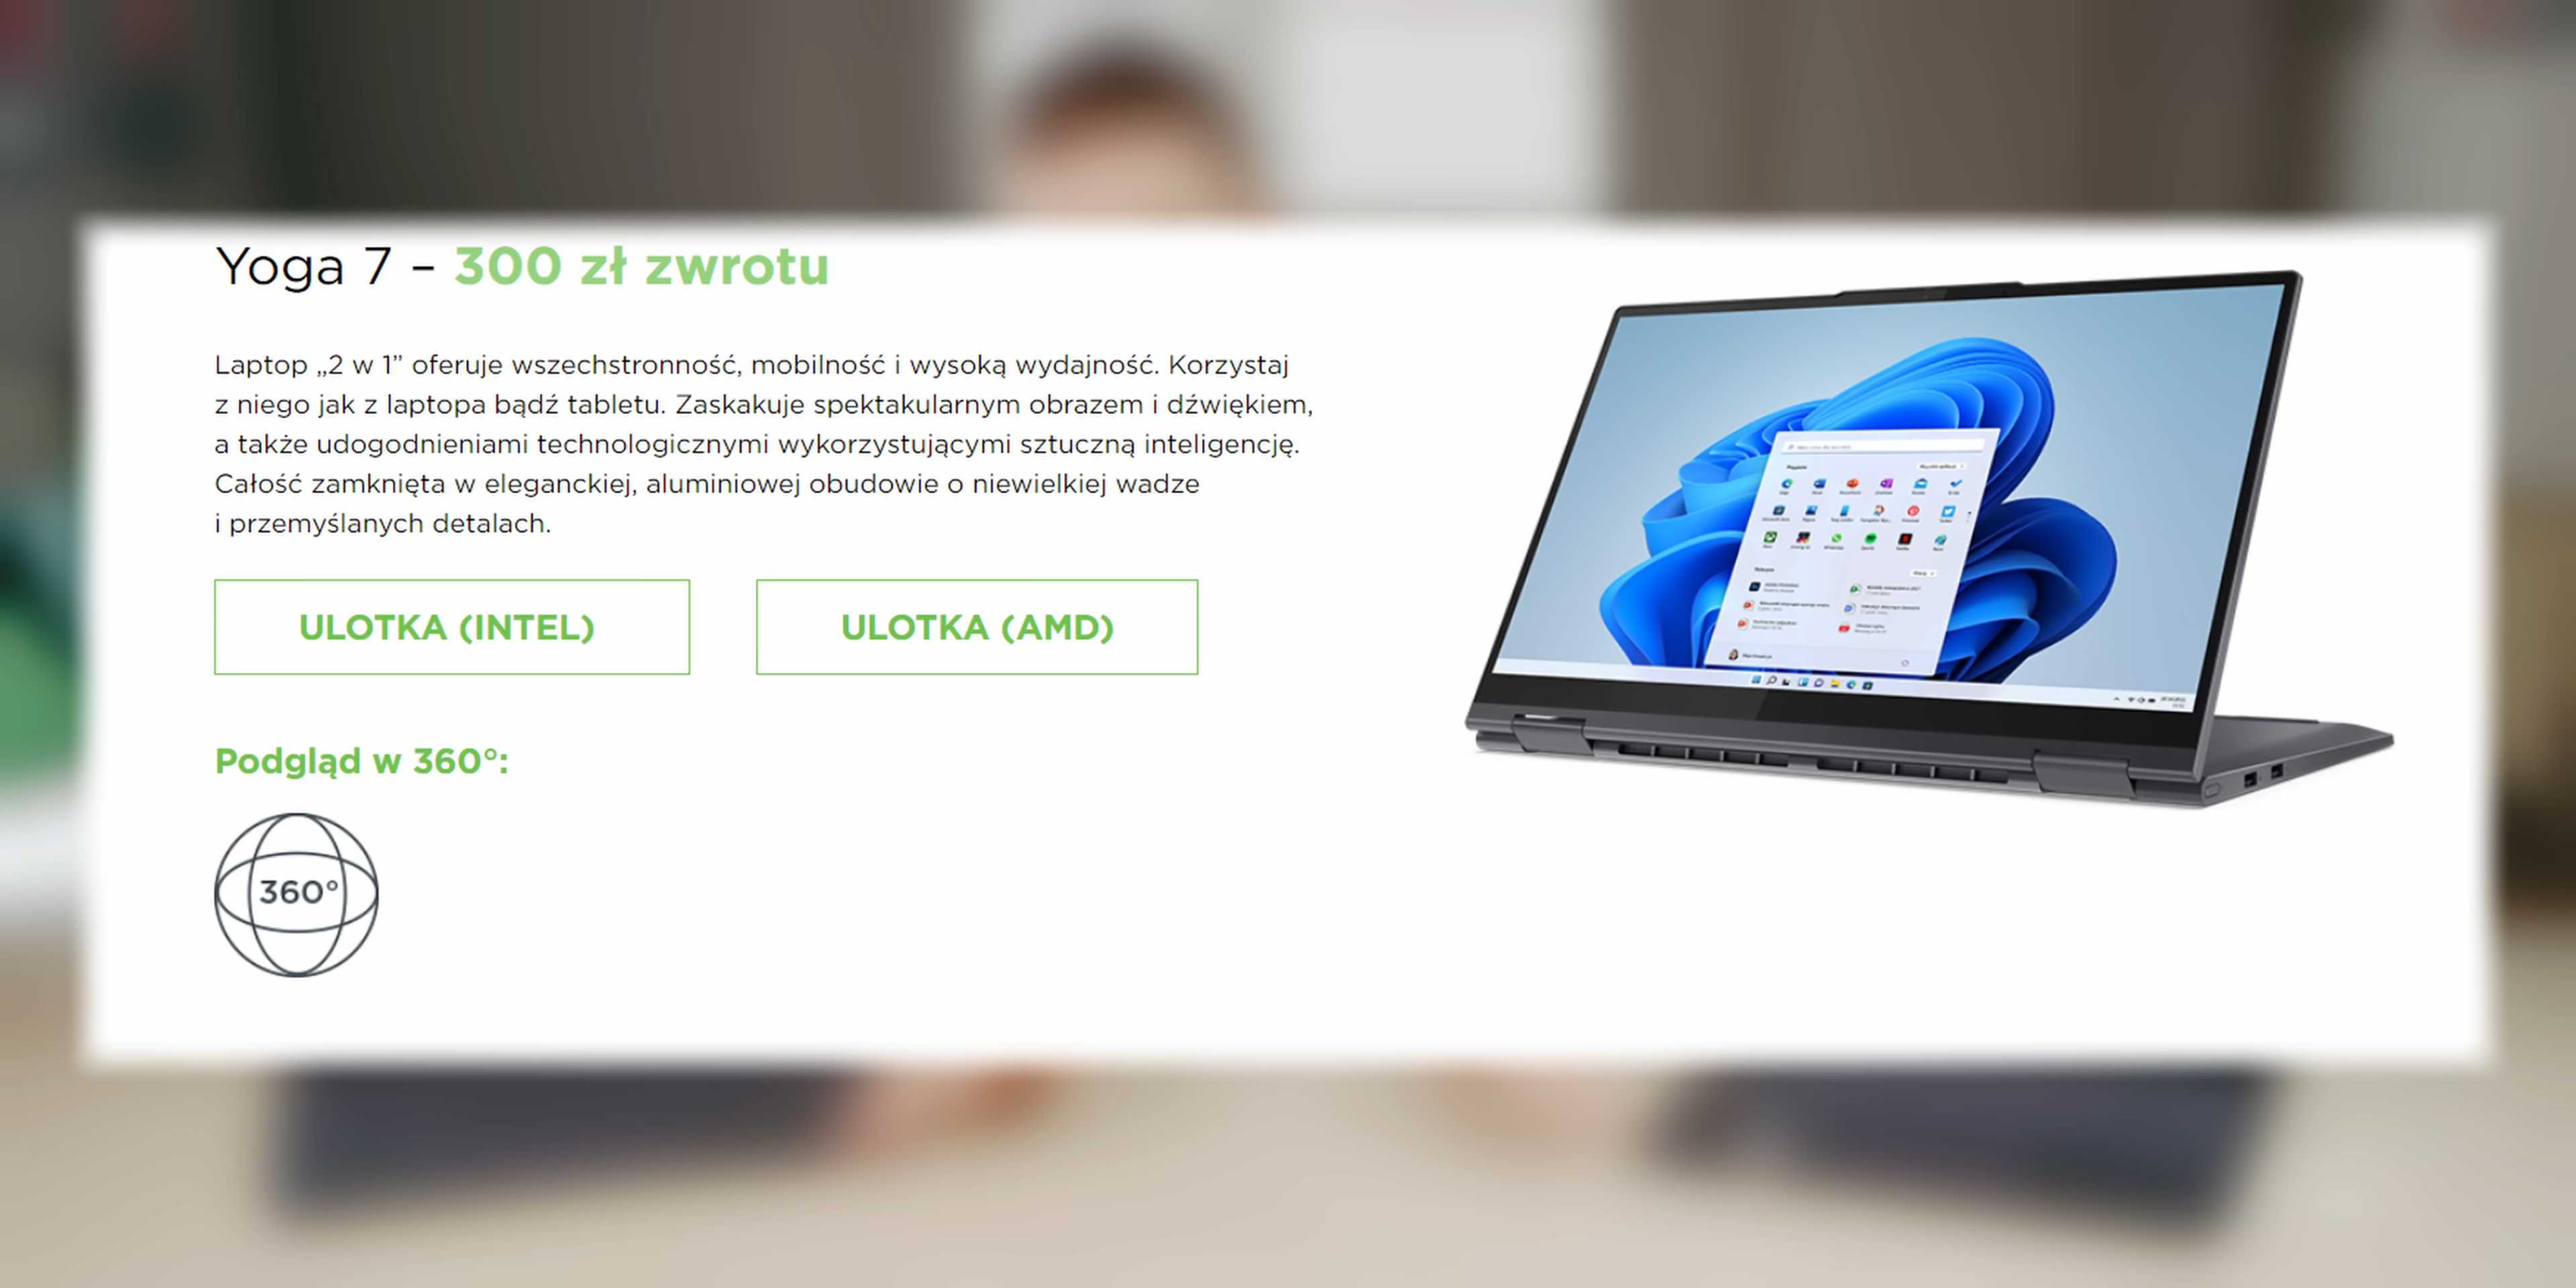 Yoga 7 – 300 zł zwrotu
Laptop „2 w 1” oferuje wszechstronność, mobilność i wysoką wydajność. Korzystaj
z niego jak z laptopa bądź tabletu. Zaskakuje spektakularnym obrazem i dźwiękiem,
a także udogodnieniami technologicznymi wykorzystującymi sztuczną inteligencję.
Całość zamknięta w eleganckiej, aluminiowej obudowie o niewielkiej wadze
i przemyślanych detalach.
ULOTKA (INTEL) ULOTKA (AMD)
Podgląd w 360°:
360°